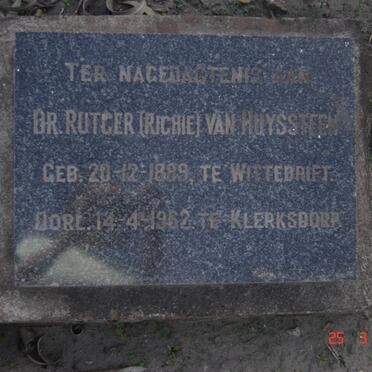 TER NAGEDAGTENIS AAN
DR. RUTGER (RICHIE) VAN HUYSSTEEN
GEB. 20-12-1889. TE WITTEDRIFT.
OORL. 14-4-1962 TE KLERKSDORP.
25 3